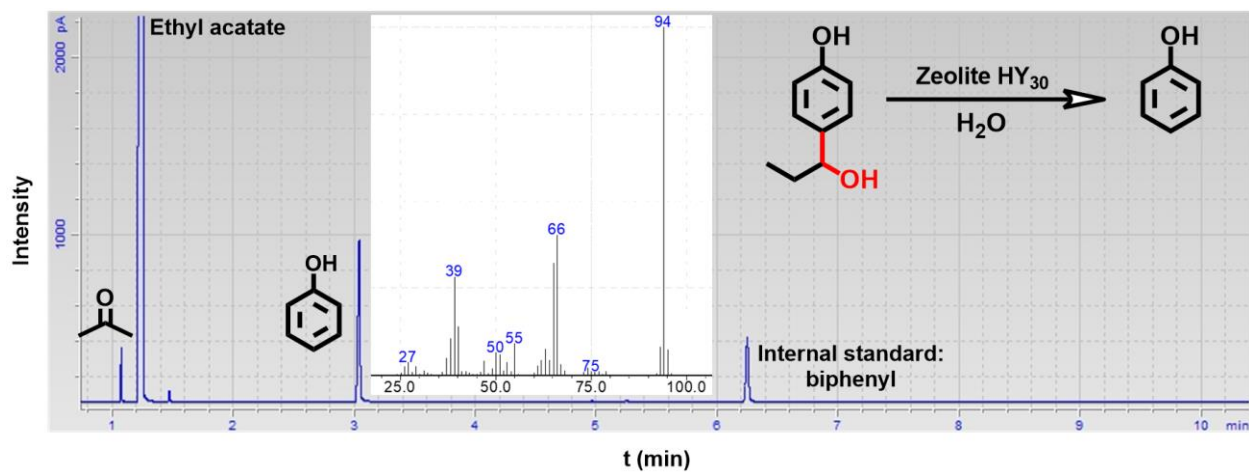 Ethyl acatate
94
OH
OH
2000 pA
Zeolite HY30
H2O
OH
Intensity
1000
66
39
OH
O
Internal standard:
biphenyl
27
50
55
75
25.0
50.0
75.0
100.0
1
2
3
4
5
6
7
8
9
10
min
t (min)